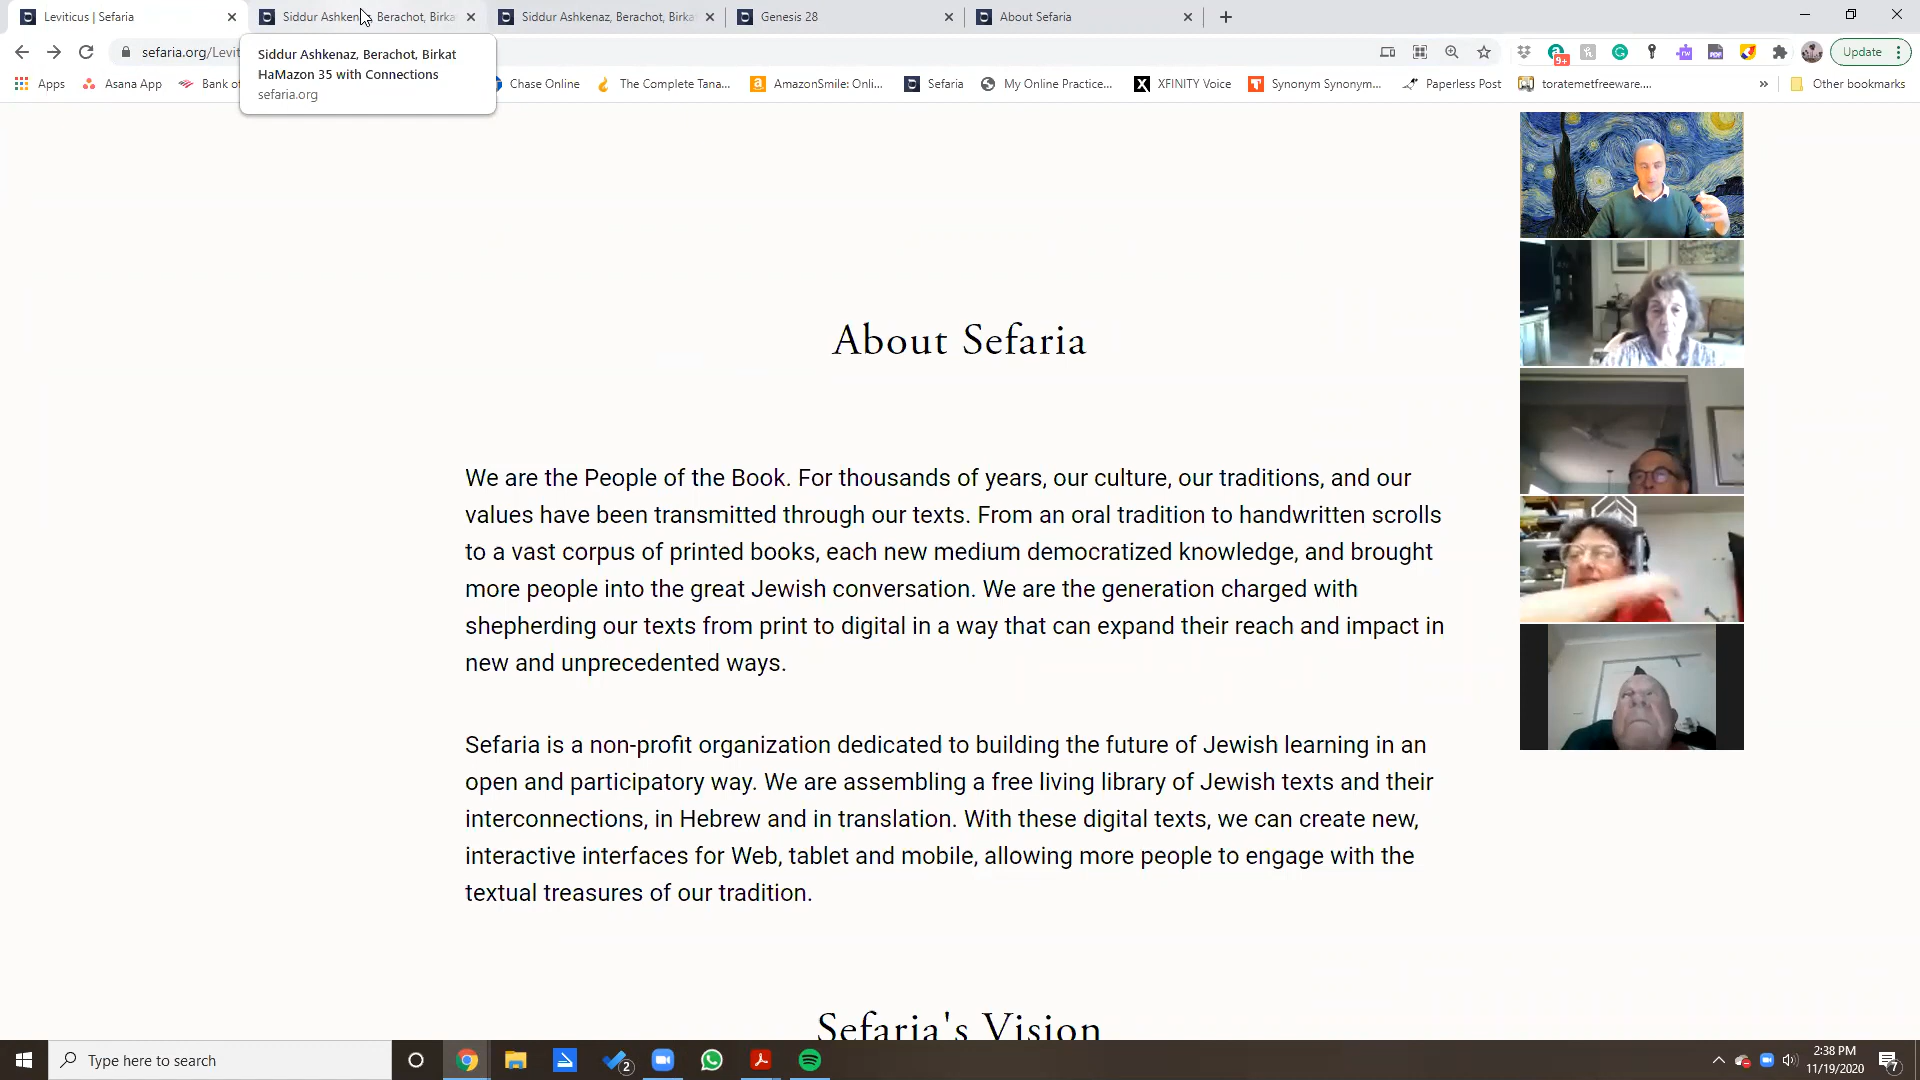 Leviticus | Sefaria
Siddur Ashken Berachot, Birka
Siddur Ashkenaz, Berachot, Birka
Genesis 28
About Sefaria
sefaria.org/Levit
Update
Siddur Ashkenaz, Berachot, Birkat
HaMazon 35 with Connections
sefaria.org
Apps
Asana App
Bank o
Chase Online
The Complete Tana...
AmazonSmile: Onli...
Sefaria
My Online Practice...
XFINITY Voice
Synonym Synonym...
Paperless Post
toratemetfreeware....
»
Other bookmarks
9+
About Sefaria
We are the People of the Book. For thousands of years, our culture, our traditions, and our
values have been transmitted through our texts. From an oral tradition to handwritten scrolls
to a vast corpus of printed books, each new medium democratized knowledge, and brought
more people into the great Jewish conversation. We are the generation charged with
shepherding our texts from print to digital in a way that can expand their reach and impact in
new and unprecedented ways.
Sefaria is a non-profit organization dedicated to building the future of Jewish learning in an
open and participatory way. We are assembling a free living library of Jewish texts and their
interconnections, in Hebrew and in translation. With these digital texts, we can create new,
interactive interfaces for Web, tablet and mobile, allowing more people to engage with the
textual treasures of our tradition.
Sefaria's Vision
Type here to search
2
2:38 PM
11/19/2020
7